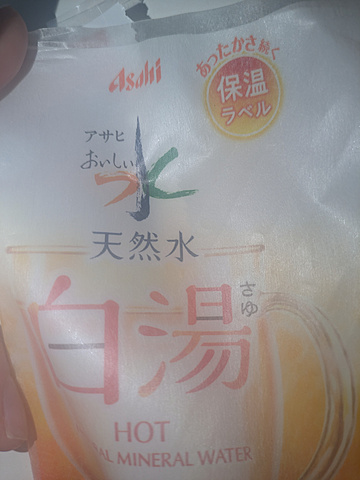 Asahi
あったかさ続く
保温
ラベル
アサヒ
おいしい
水
天然水
白湯
さゆ
HOT
MINERAL WATER